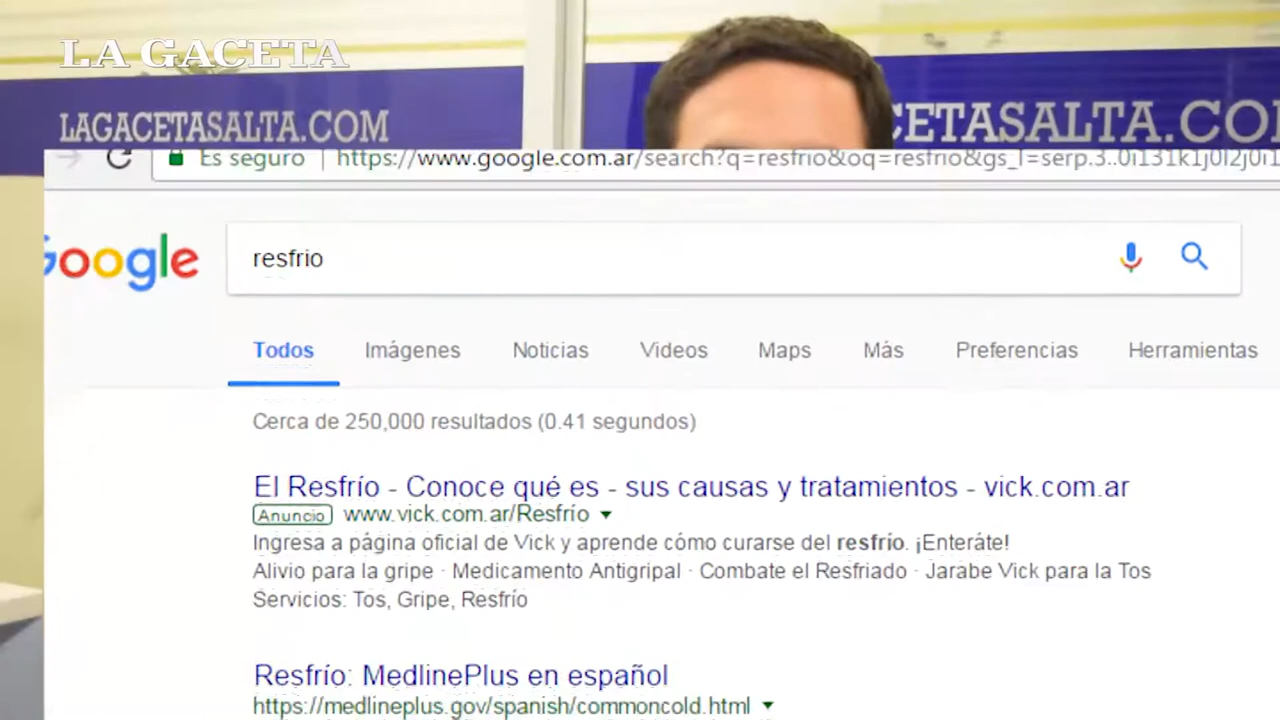 LA GACETA
LAGACETASALTA.COM
CETASALTA.CO
Es seguro | https://www.google.com.ar/search?q=resfrio&oq=resfrio&gs_l=serp.3..0i131k1j0l2j0i1
Google
resfrio
Todos Imágenes Noticias Videos Maps Más Preferencias Herramientas
Cerca de 250,000 resultados (0.41 segundos)
El Resfrío - Conoce qué es - sus causas y tratamientos - vick.com.ar
Anuncio www.vick.com.ar/Resfrío
Ingresa a página oficial de Vick y aprende cómo curarse del resfrío. ¡Enteráte!
Alivio para la gripe · Medicamento Antigripal · Combate el Resfriado · Jarabe Vick para la Tos
Servicios: Tos, Gripe, Resfrío
Resfrío: MedlinePlus en español
https://medlineplus.gov/spanish/commoncold.html